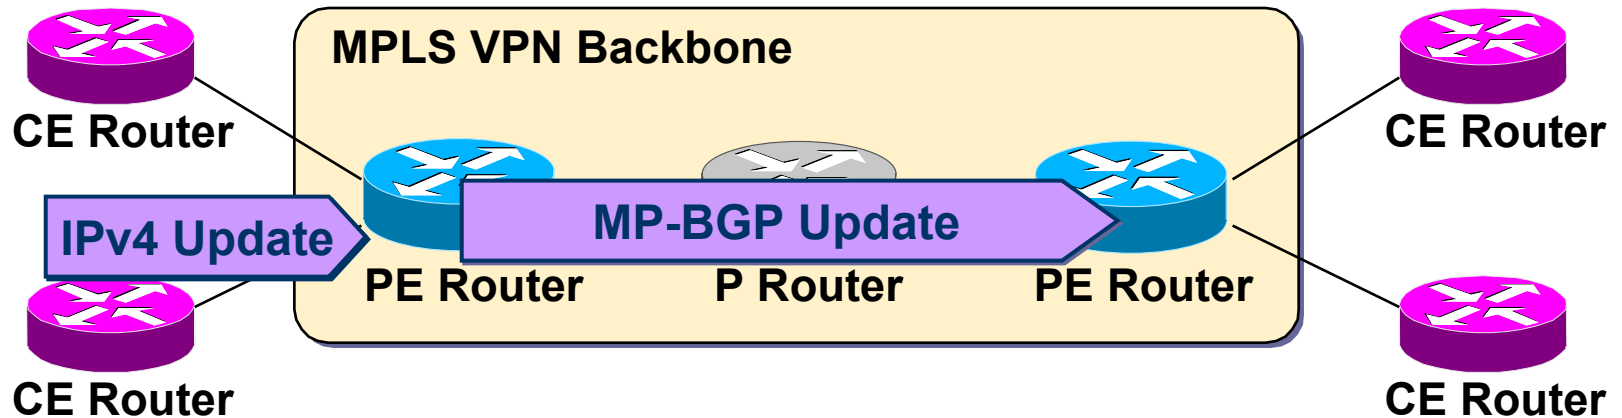 MPLS VPN Backbone
CE Router
CE Router
IPv4 Update
MP-BGP Update
PE Router
P Router
PE Router
CE Router
CE Router